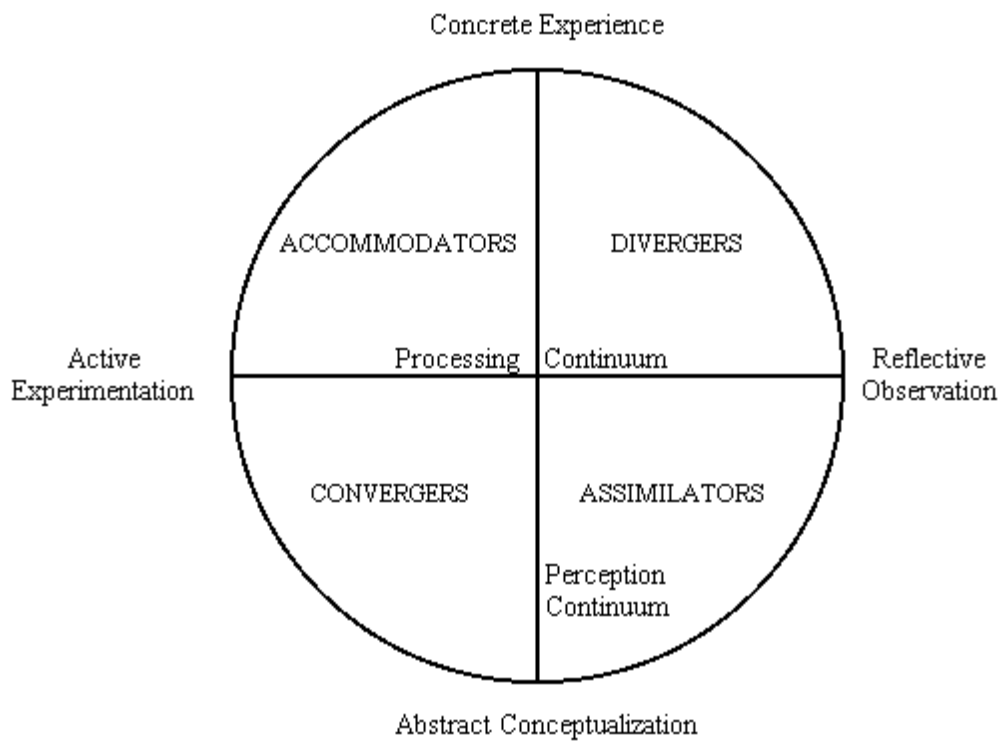 Concrete Experience
ACCOMMODATORS
DIVERGERS
Active
Experimentation
Processing
Continuum
Reflective
Observation
CONVERGERS
ASSIMILATORS
Perception
Continuum
Abstract Conceptualization